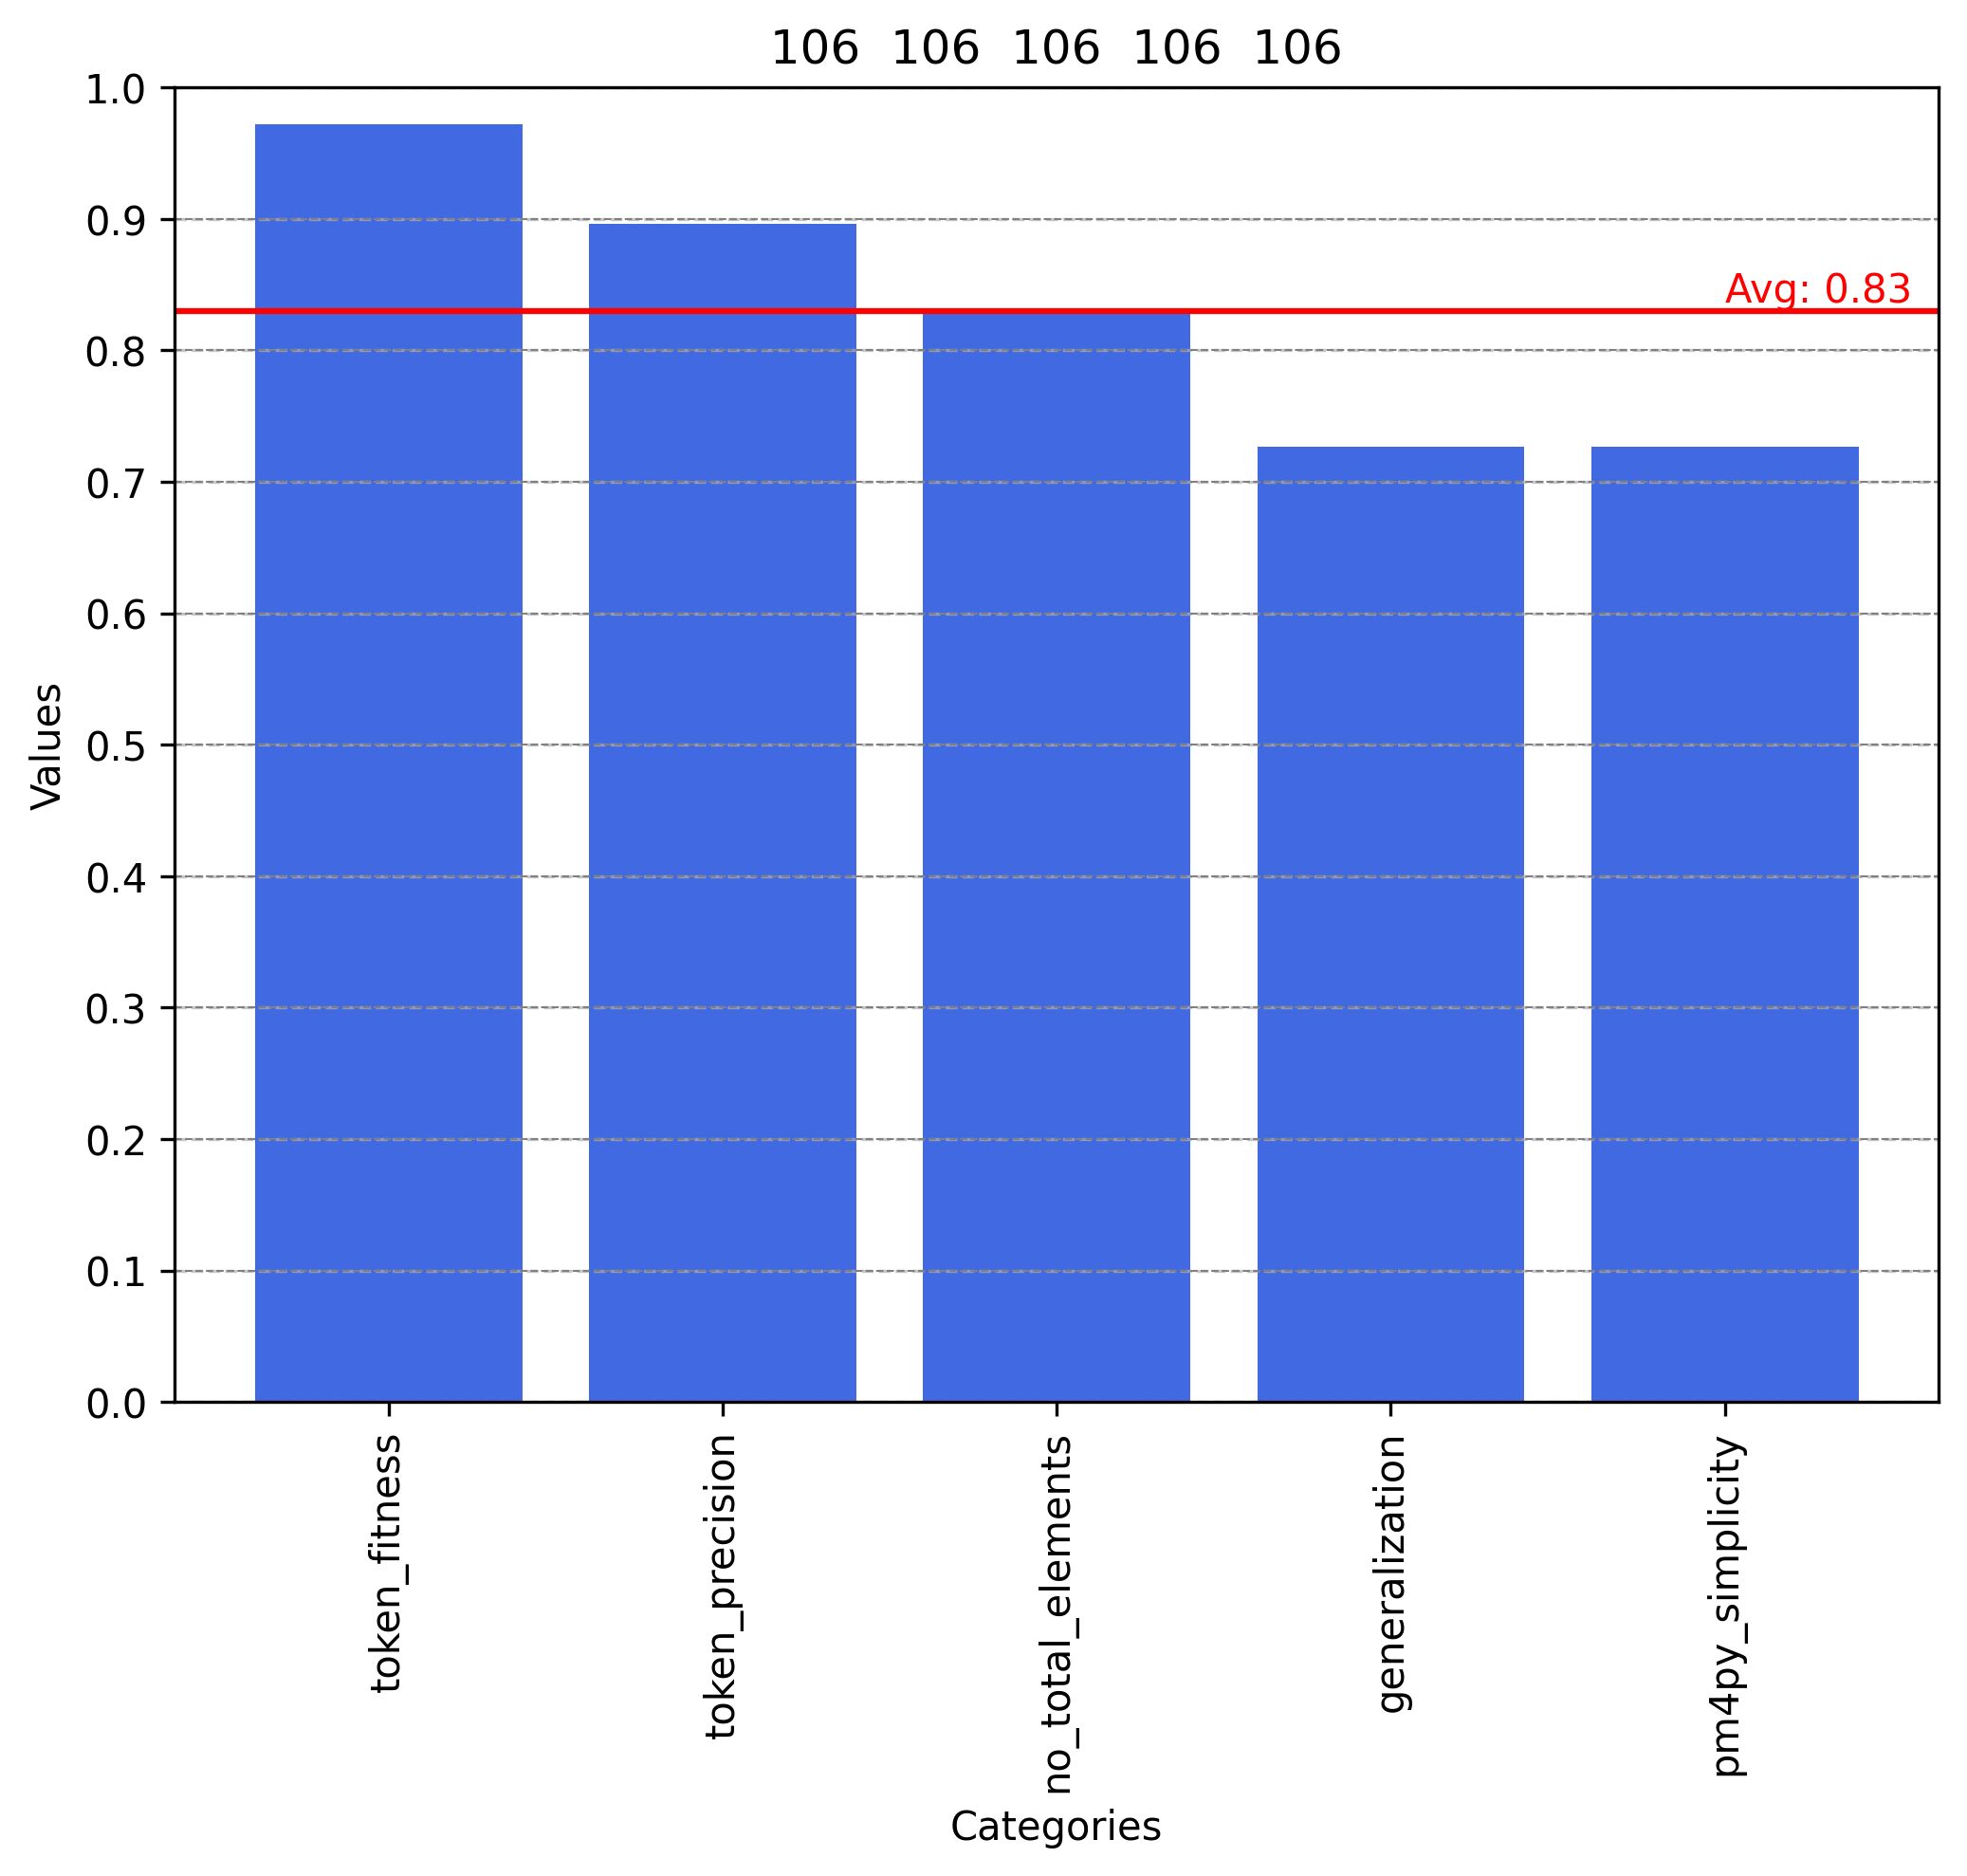 106 106 106 106 106
1.0
0.9
0.8
0.7
0.6
0.5
0.4
0.3
0.2
0.1
0.0
Values
Avg: 0.83
token_fitness
token_precision
no_total_elements
generalization
pm4py_simplicity
Categories